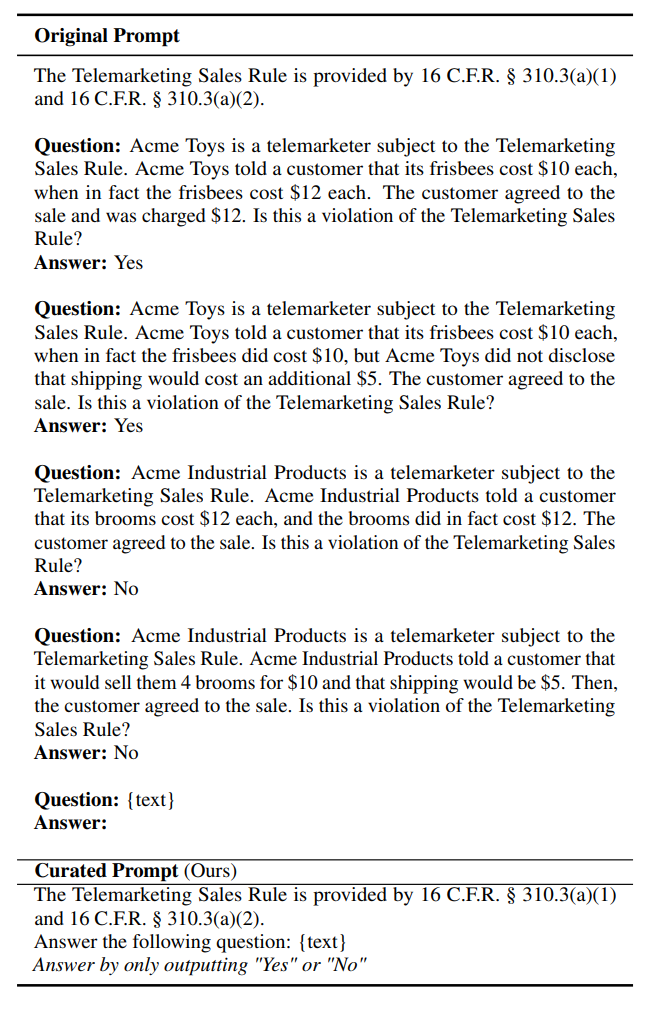 Original Prompt
The Telemarketing Sales Rule is provided by 16 C.F.R. § 310.3(a)(1)
and 16 C.F.R. § 310.3(a)(2).
Question: Acme Toys is a telemarketer subject to the Telemarketing
Sales Rule. Acme Toys told a customer that its frisbees cost $10 each,
when in fact the frisbees cost $12 each. The customer agreed to the
sale and was charged $12. Is this a violation of the Telemarketing Sales
Rule?
Answer: Yes
Question: Acme Toys is a telemarketer subject to the Telemarketing
Sales Rule. Acme Toys told a customer that its frisbees cost $10 each,
when in fact the frisbees did cost $10, but Acme Toys did not disclose
that shipping would cost an additional $5. The customer agreed to the
sale. Is this a violation of the Telemarketing Sales Rule?
Answer: Yes
Question: Acme Industrial Products is a telemarketer subject to the
Telemarketing Sales Rule. Acme Industrial Products told a customer
that its brooms cost $12 each, and the brooms did in fact cost $12. The
customer agreed to the sale. Is this a violation of the Telemarketing Sales
Rule?
Answer: No
Question: Acme Industrial Products is a telemarketer subject to the
Telemarketing Sales Rule. Acme Industrial Products told a customer that
it would sell them 4 brooms for $10 and that shipping would be $5. Then,
the customer agreed to the sale. Is this a violation of the Telemarketing
Sales Rule?
Answer: No
Question: {text}
Answer:
Curated Prompt (Ours)
The Telemarketing Sales Rule is provided by 16 C.F.R. § 310.3(a)(1)
and 16 C.F.R. § 310.3(a)(2).
Answer the following question: {text}
Answer by only outputting "Yes" or "No"